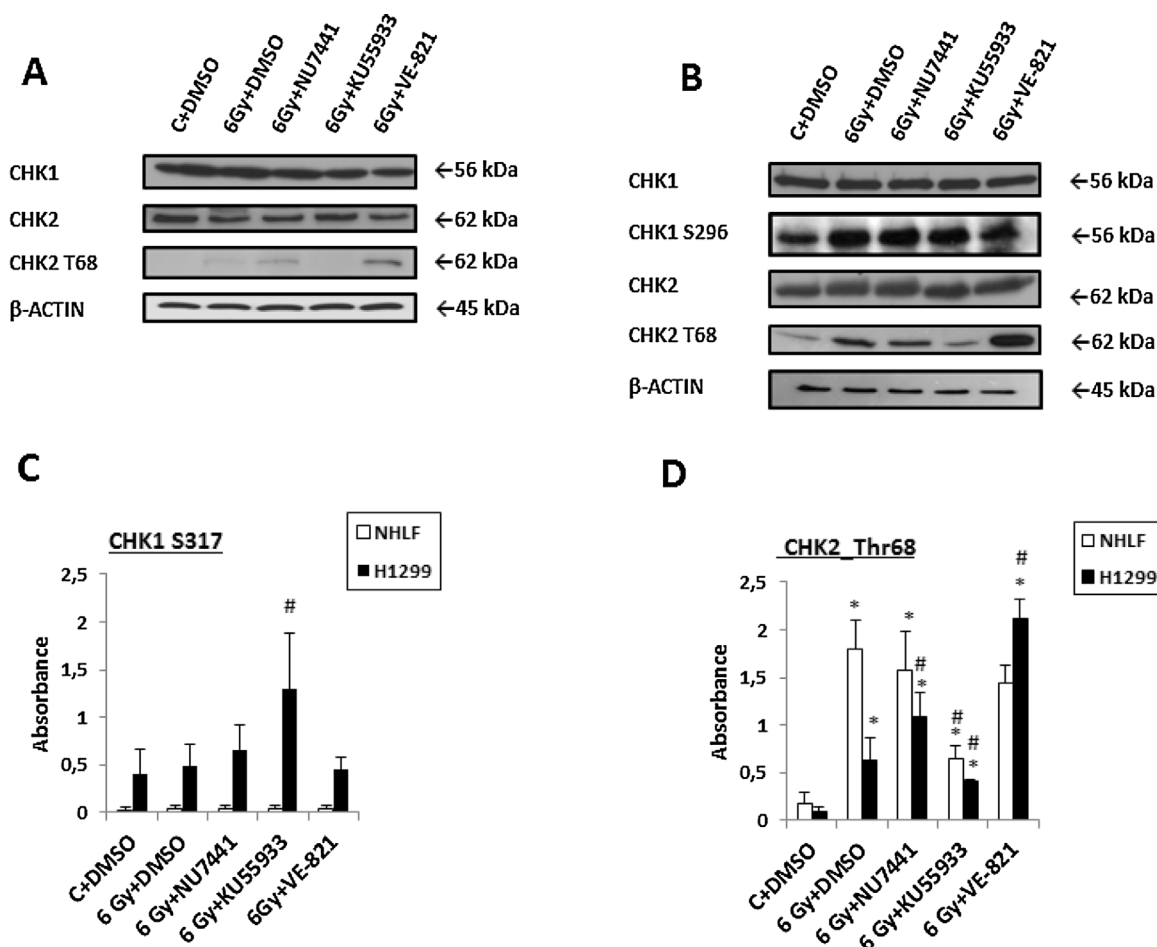 A
C+DMSO
6Gy+DMSO
6Gy+NU7441
6Gy+KU55933
6Gy+VE-821
CHK1
←56 kDa
CHK2
←62 kDa
CHK2 T68
←62 kDa
β-ACTIN
←45 kDa
B
C+DMSO
6Gy+DMSO
6Gy+NU7441
6Gy+KU55933
6Gy+VE-821
CHK1
←56 kDa
CHK1 S296
←56 kDa
CHK2
←62 kDa
CHK2 T68
←62 kDa
β-ACTIN
←45 kDa
C
CHK1 S317
NHLF
H1299
Absorbance
2,5
2
1,5
1
0,5
0
#
C+DMSO
6 Gy+DMSO
6 Gy+NU7441
6 Gy+KU55933
6Gy+VE-821
D
CHK2_Thr68
NHLF
H1299
Absorbance
2,5
2
1,5
1
0,5
0
*
*
*
#
*
#
*
#
*
#
*
C+DMSO
6 Gy+DMSO
6 Gy+NU7441
6 Gy+KU55933
6 Gy+VE-821